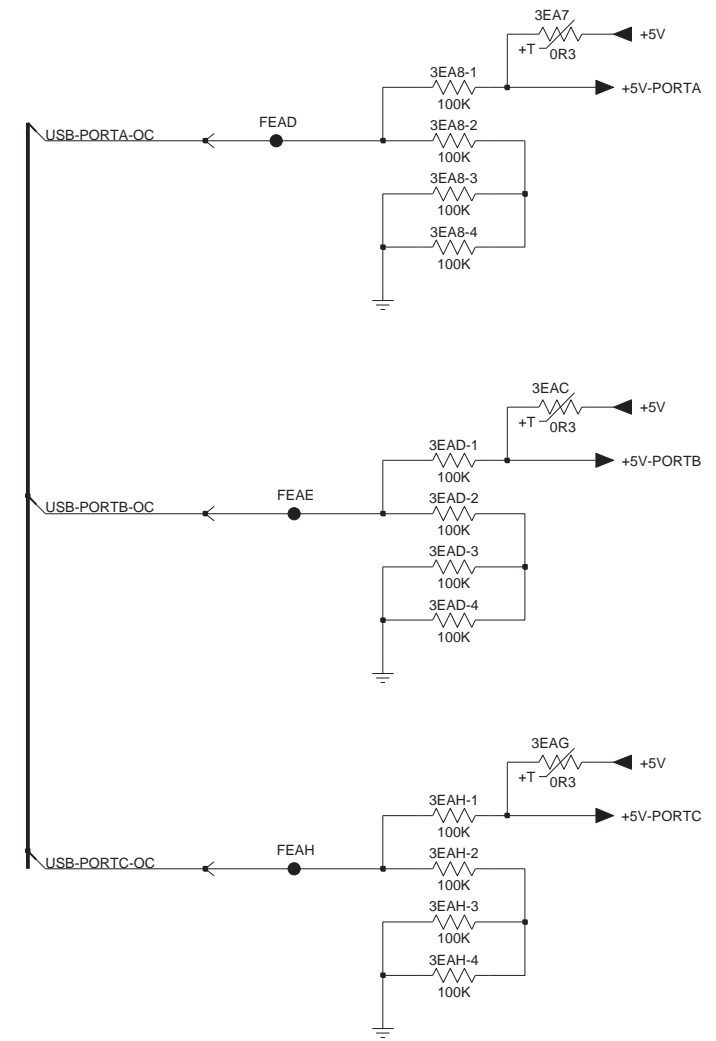 3EA7
+5V
+T
0R3
3EA8-1
+5V-PORTA
100K
FEAD
3EA8-2
USB-PORTA-OC
100K
3EA8-3
100K
3EA8-4
100K
3EAC
+5V
+T
0R3
3EAD-1
+5V-PORTB
100K
FEAE
3EAD-2
USB-PORTB-OC
100K
3EAD-3
100K
3EAD-4
100K
3EAG
+5V
+T
0R3
3EAH-1
+5V-PORTC
100K
FEAH
3EAH-2
USB-PORTC-OC
100K
3EAH-3
100K
3EAH-4
100K